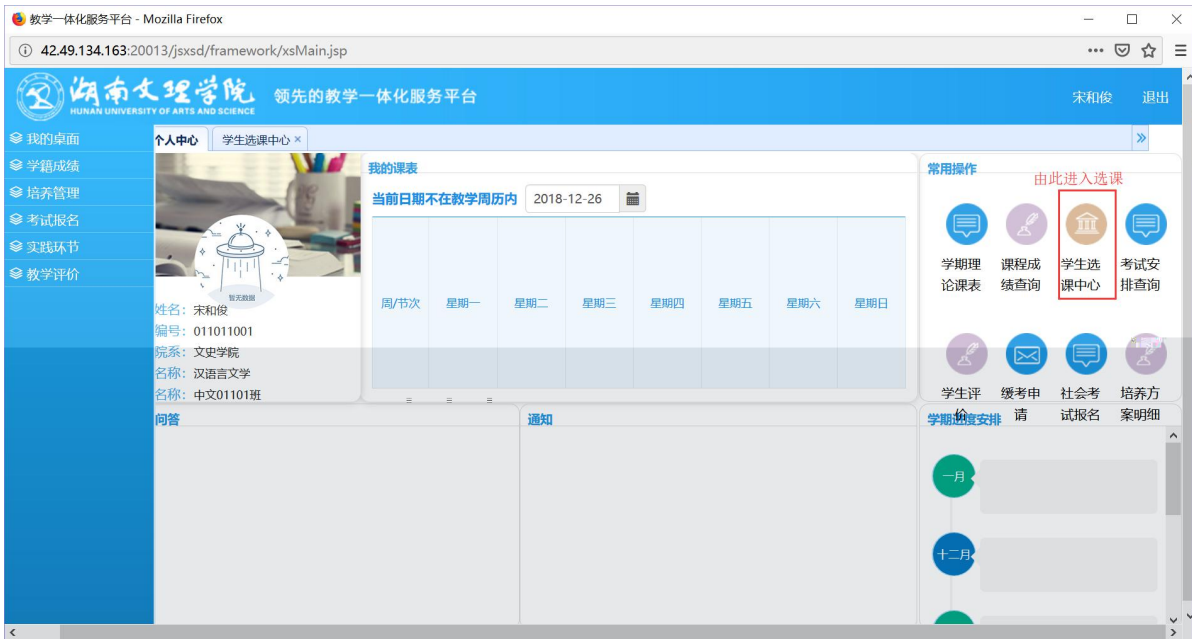 教学一体化服务平台 - Mozilla Firefox
42.49.134.163:20013/jsxsd/framework/xsMain.jsp
湖南文理学院
HUNAN UNIVERSITY OF ARTS AND SCIENCE
领先的教学一体化服务平台
宋和俊 退出
我的桌面
学籍成绩
培养管理
考试报名
实践环节
教学评价
个人中心 学生选课中心 ×
暂无数据
姓名：宋和俊
编号：011011001
院系：文史学院
名称：汉语言文学
名称：中文01101班
我的课表
当前日期不在教学周历内 2018-12-26
周/节次 星期一 星期二 星期三 星期四 星期五 星期六 星期日
常用操作
由此进入选课
学期理论课表
课程成绩查询
学生选课中心
考试安排查询
学生评价
缓考申请
社会考试报名
培养方案明细
问答
通知
学期进度安排
一月
十二月